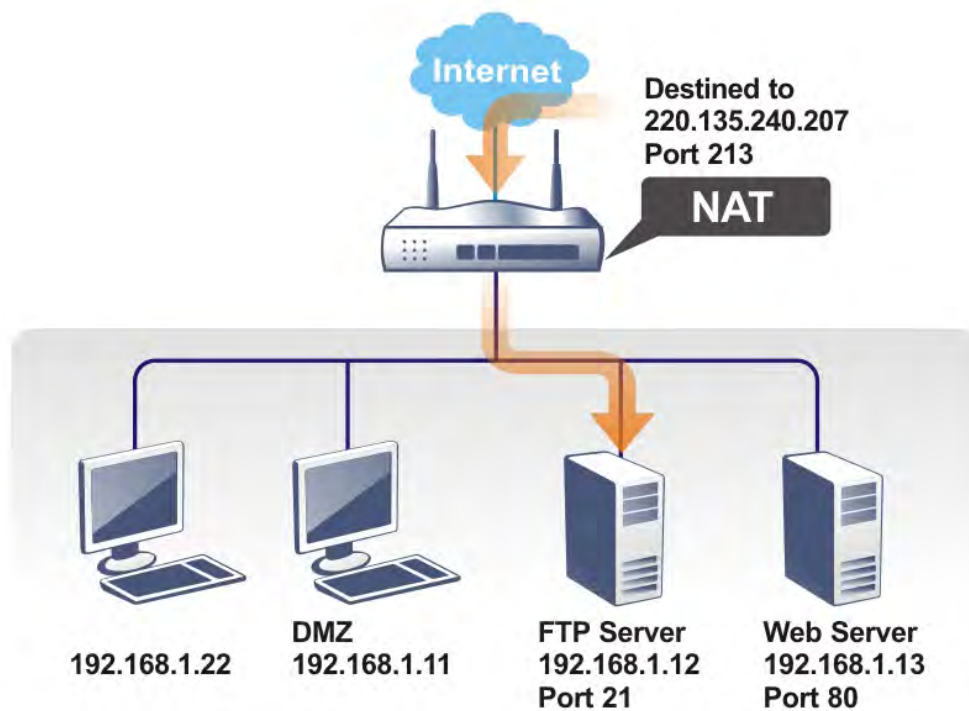 Internet
Destined to
220.135.240.207
Port 213
NAT
192.168.1.22
DMZ
192.168.1.11
FTP Server
192.168.1.12
Port 21
Web Server
192.168.1.13
Port 80